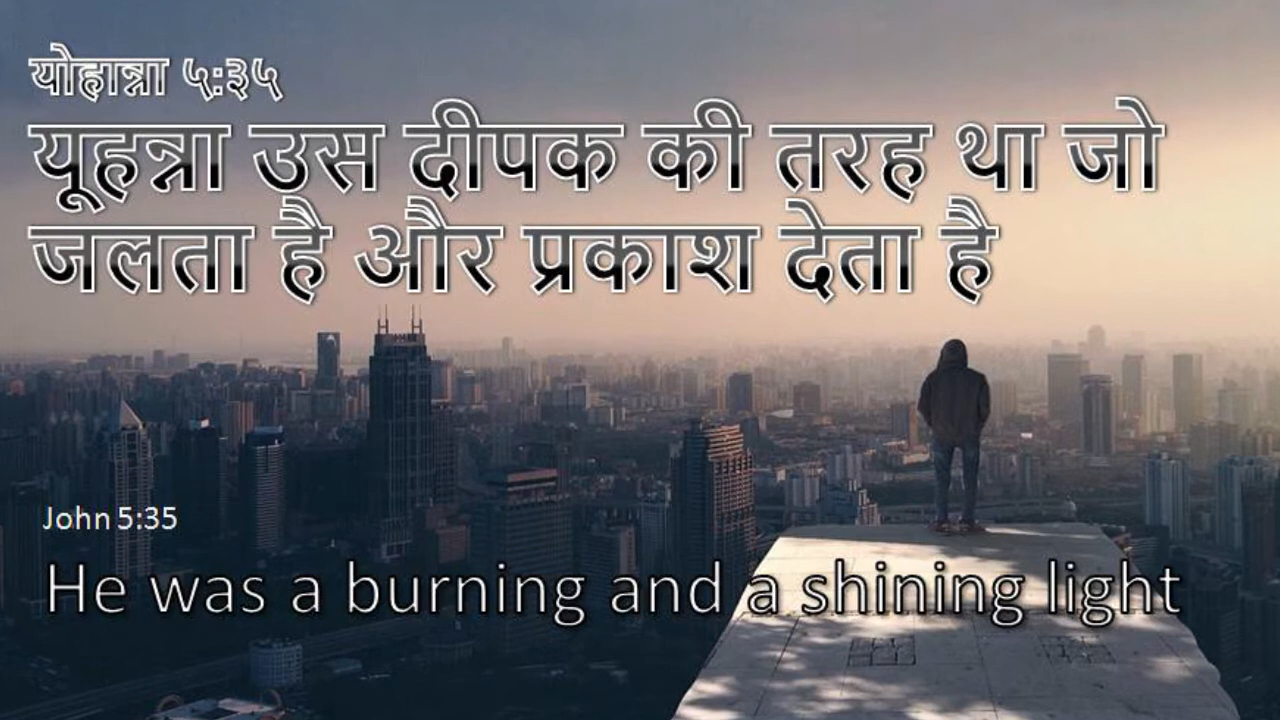 योहान्ना ५:३५
यूहन्ना उस दीपक की तरह था जो
जलता है और प्रकाश देता है
John 5:35
He was a burning and a shining light